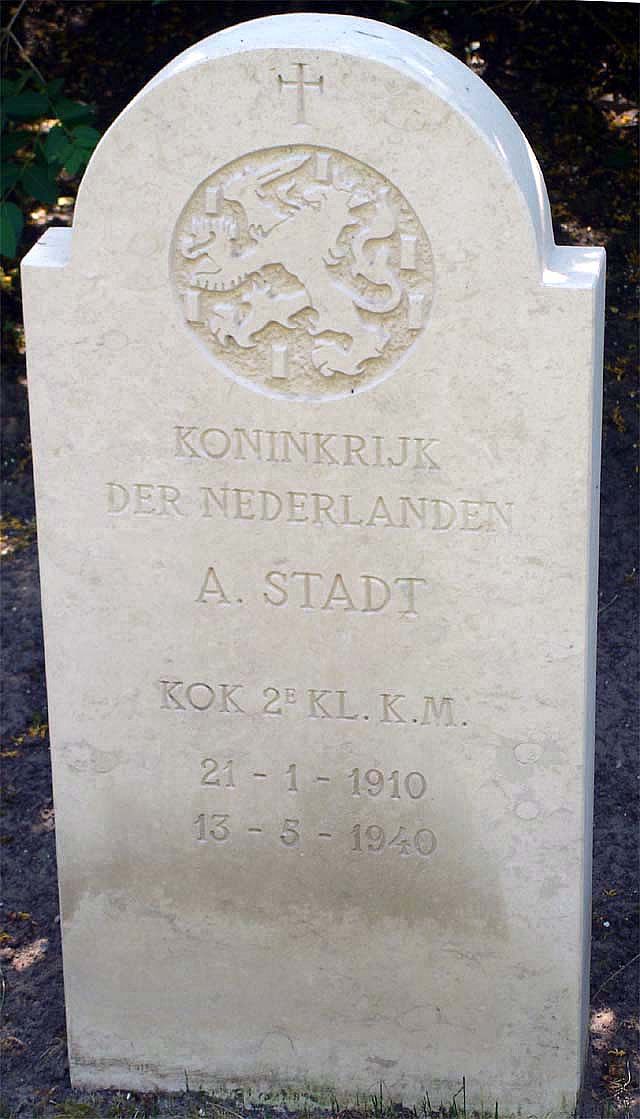 KONINKRIJK
DER NEDERLANDEN
A. STADT
KOK 2E KL. K.M.
21 - 1 - 1910
13 - 5 - 1940